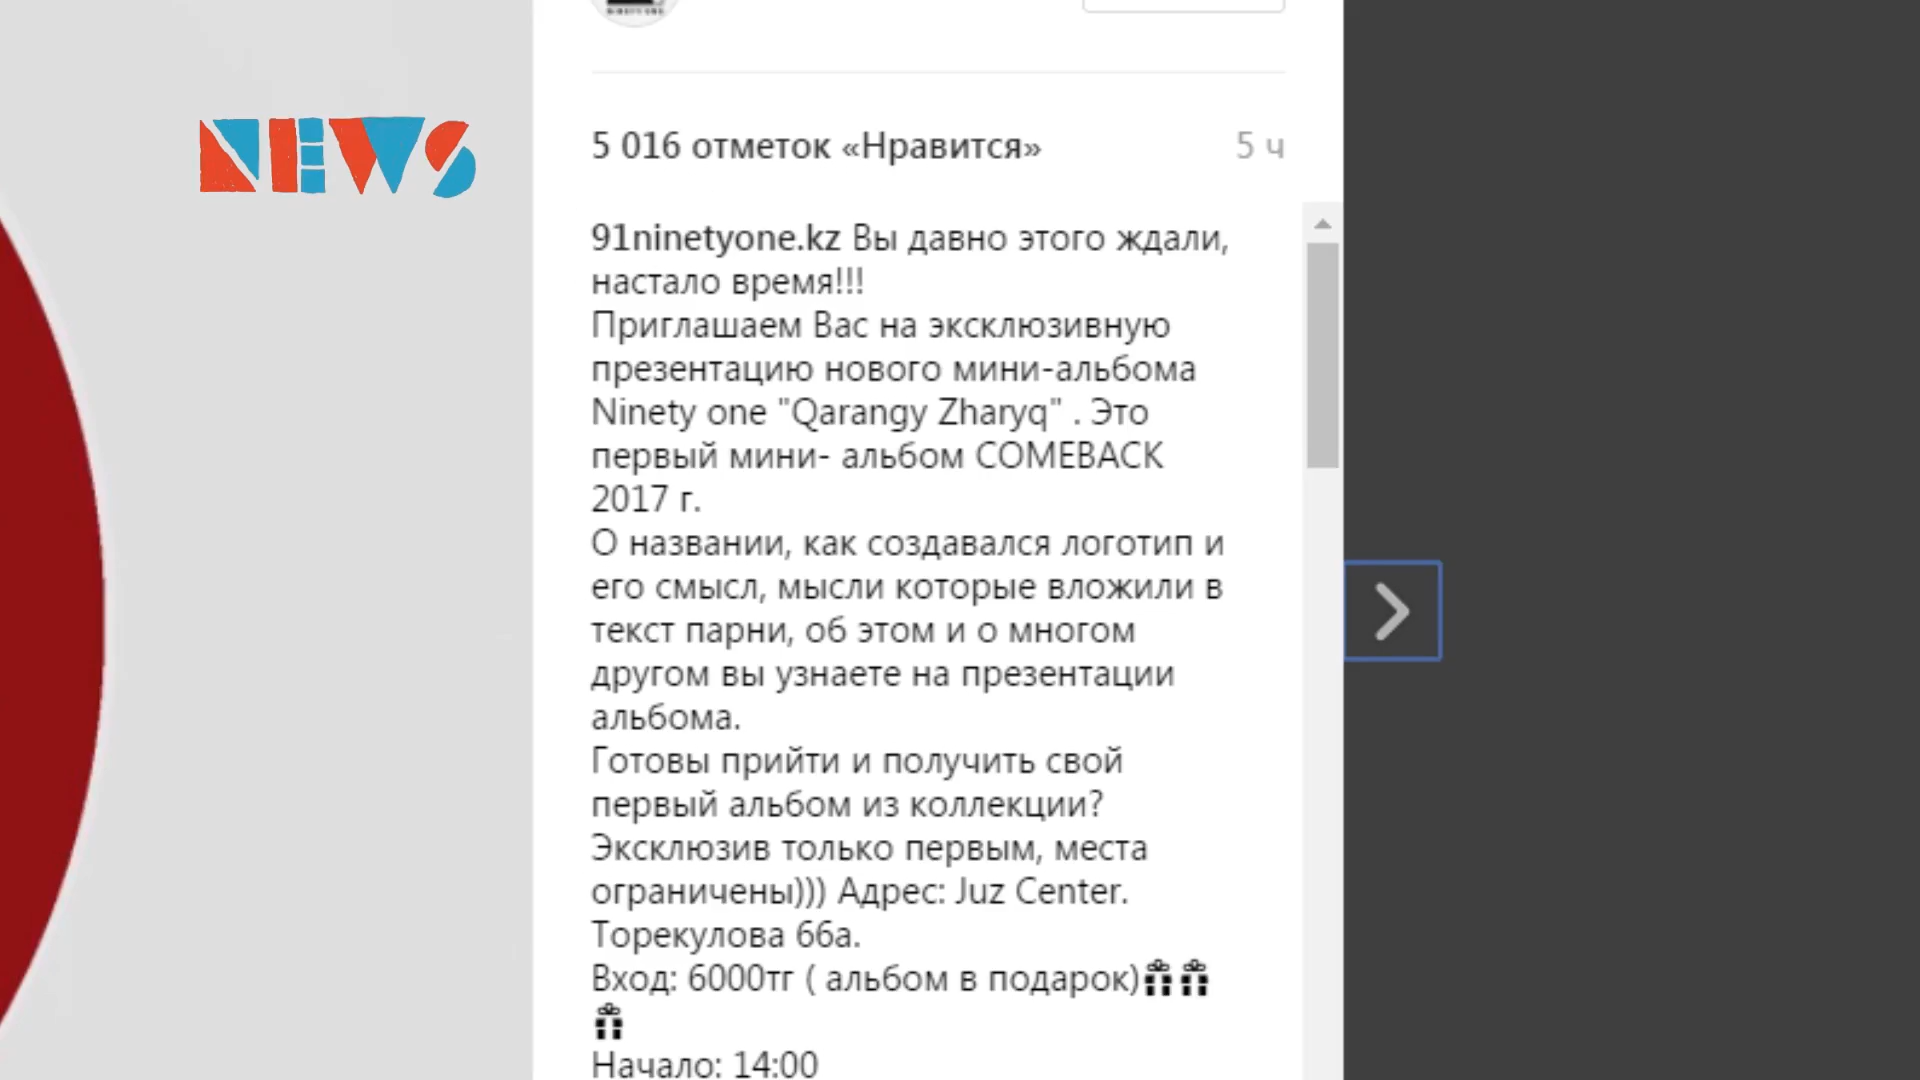 NINETY ONE
NEWS
5 016 отметок «Нравится»
5 ч
91ninetyone.kz Вы давно этого ждали,
настало время!!!
Приглашаем Вас на эксклюзивную
презентацию нового мини-альбома
Ninety one "Qarangy Zharyq" . Это
первый мини- альбом COMEBACK
2017 г.
О названии, как создавался логотип и
его смысл, мысли которые вложили в
текст парни, об этом и о многом
другом вы узнаете на презентации
альбома.
Готовы прийти и получить свой
первый альбом из коллекции?
Эксклюзив только первым, места
ограничены))) Адрес: Juz Center.
Торекулова 66а.
Вход: 6000тг ( альбом в подарок)🎁🎁
🎁
Начало: 14:00